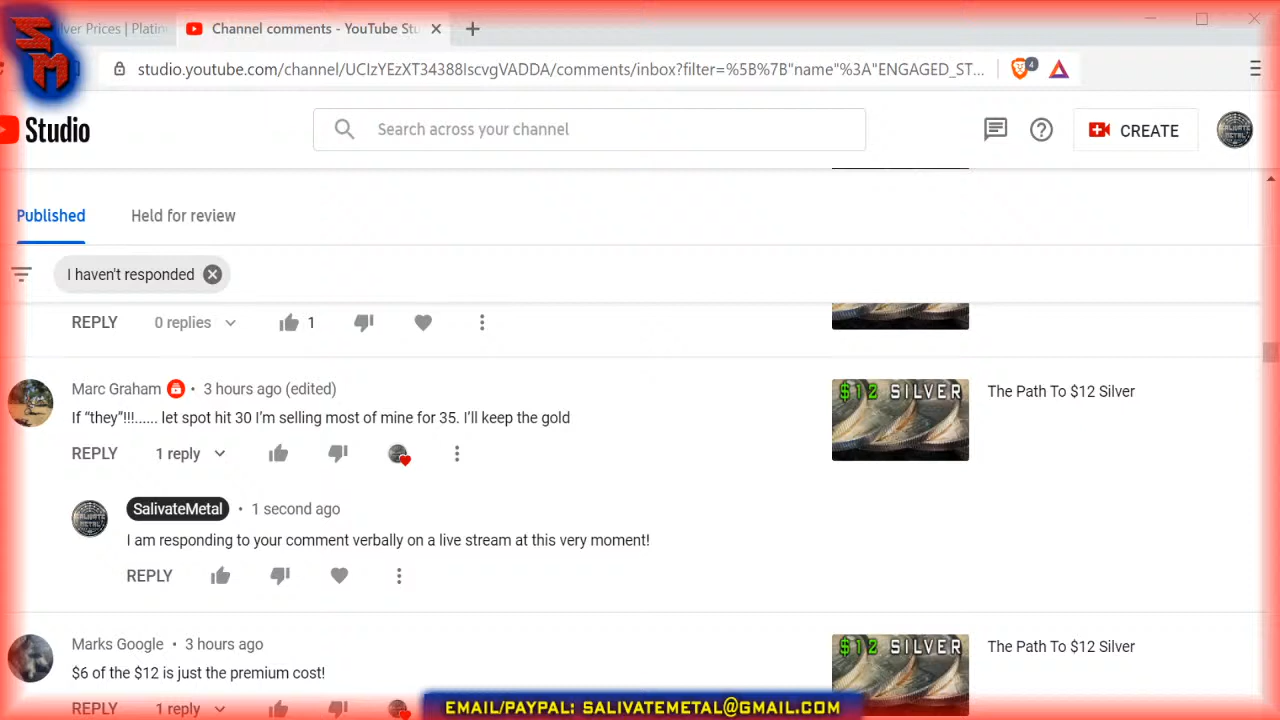 SM
lver Prices | Platin
Channel comments - YouTube Stu
studio.youtube.com/channel/UCIzYEzXT34388lscvgVADDA/comments/inbox?filter=%5B%7B"name"%3A"ENGAGED_ST...
4
Studio
Search across your channel
CREATE
Published
Held for review
I haven't responded
REPLY 0 replies 1
Marc Graham • 3 hours ago (edited)
If “they”!!!...... let spot hit 30 I’m selling most of mine for 35. I’ll keep the gold
REPLY 1 reply
$12 SILVER
The Path To $12 Silver
SalivateMetal • 1 second ago
I am responding to your comment verbally on a live stream at this very moment!
REPLY
Marks Google • 3 hours ago
$6 of the $12 is just the premium cost!
REPLY 1 reply
$12 SILVER
The Path To $12 Silver
EMAIL/PAYPAL: SALIVATEMETAL@GMAIL.COM